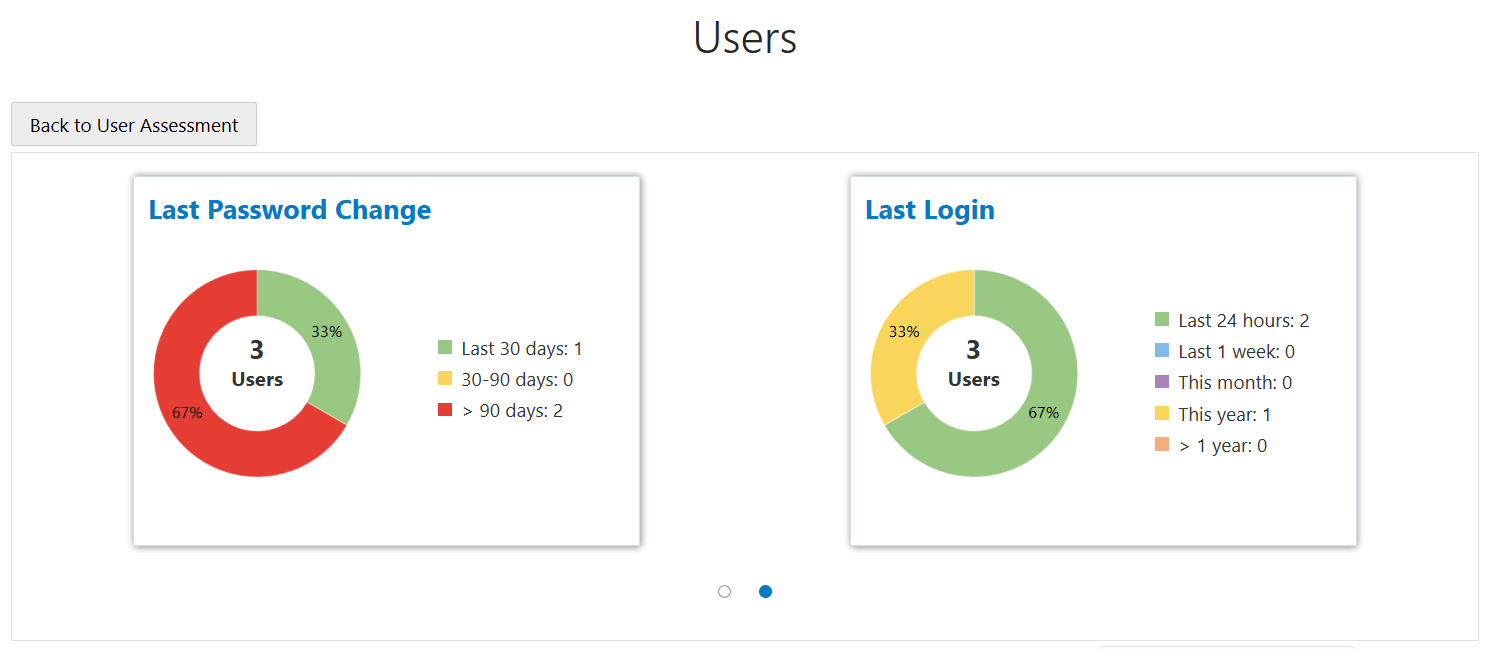 Users
Back to User Assessment
Last Password Change
33%
67%
3
Users
Last 30 days: 1
30-90 days: 0
> 90 days: 2
Last Login
33%
67%
3
Users
Last 24 hours: 2
Last 1 week: 0
This month: 0
This year: 1
> 1 year: 0